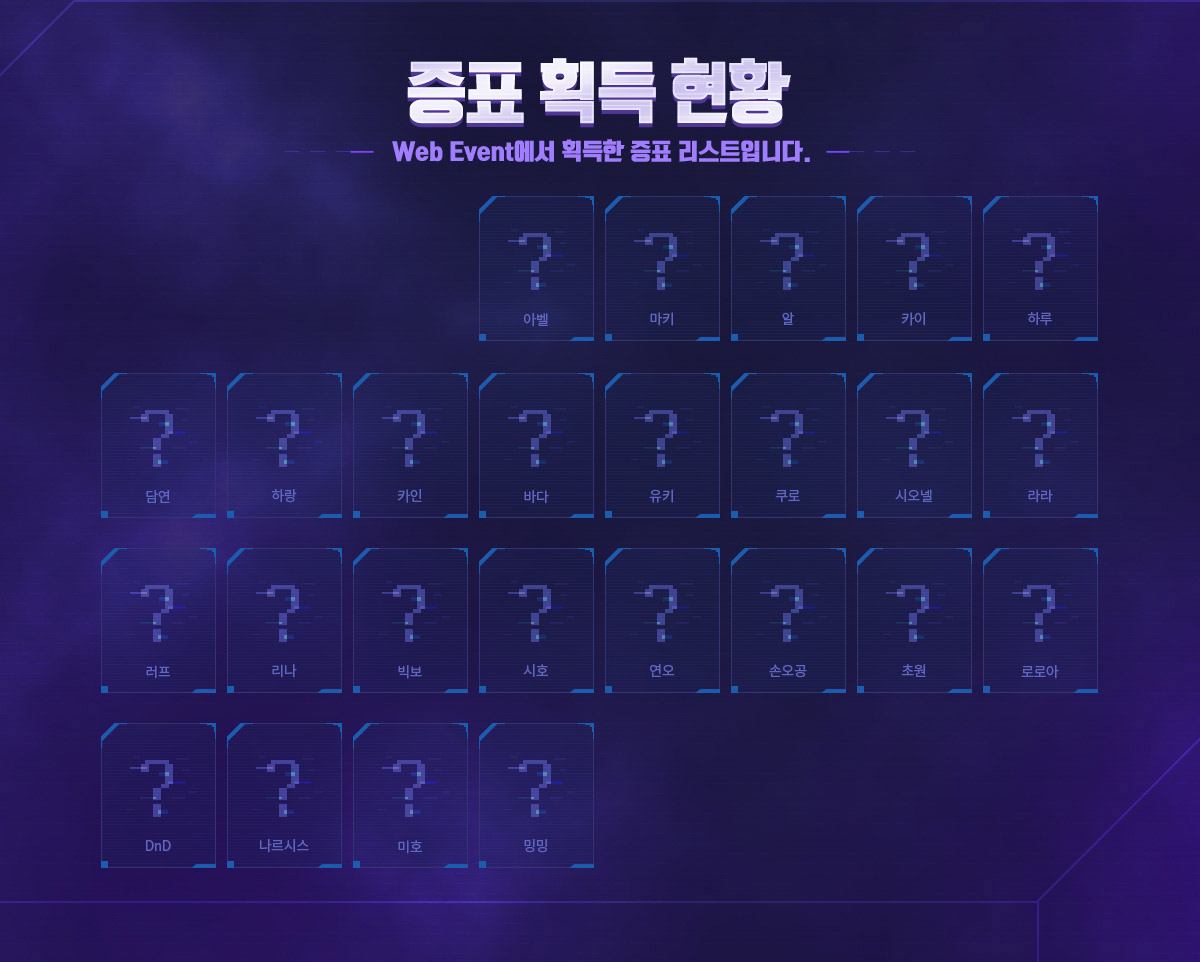 증표 획득 현황
Web Event에서 획득한 증표 리스트입니다.
아벨 마키 알 카이 하루
담연 하랑 카인 바다 유키 쿠로 시오넬 라라
러프 리나 빅보 시호 연오 손오공 초원 로로아
DnD 나르시스 미호 밍밍